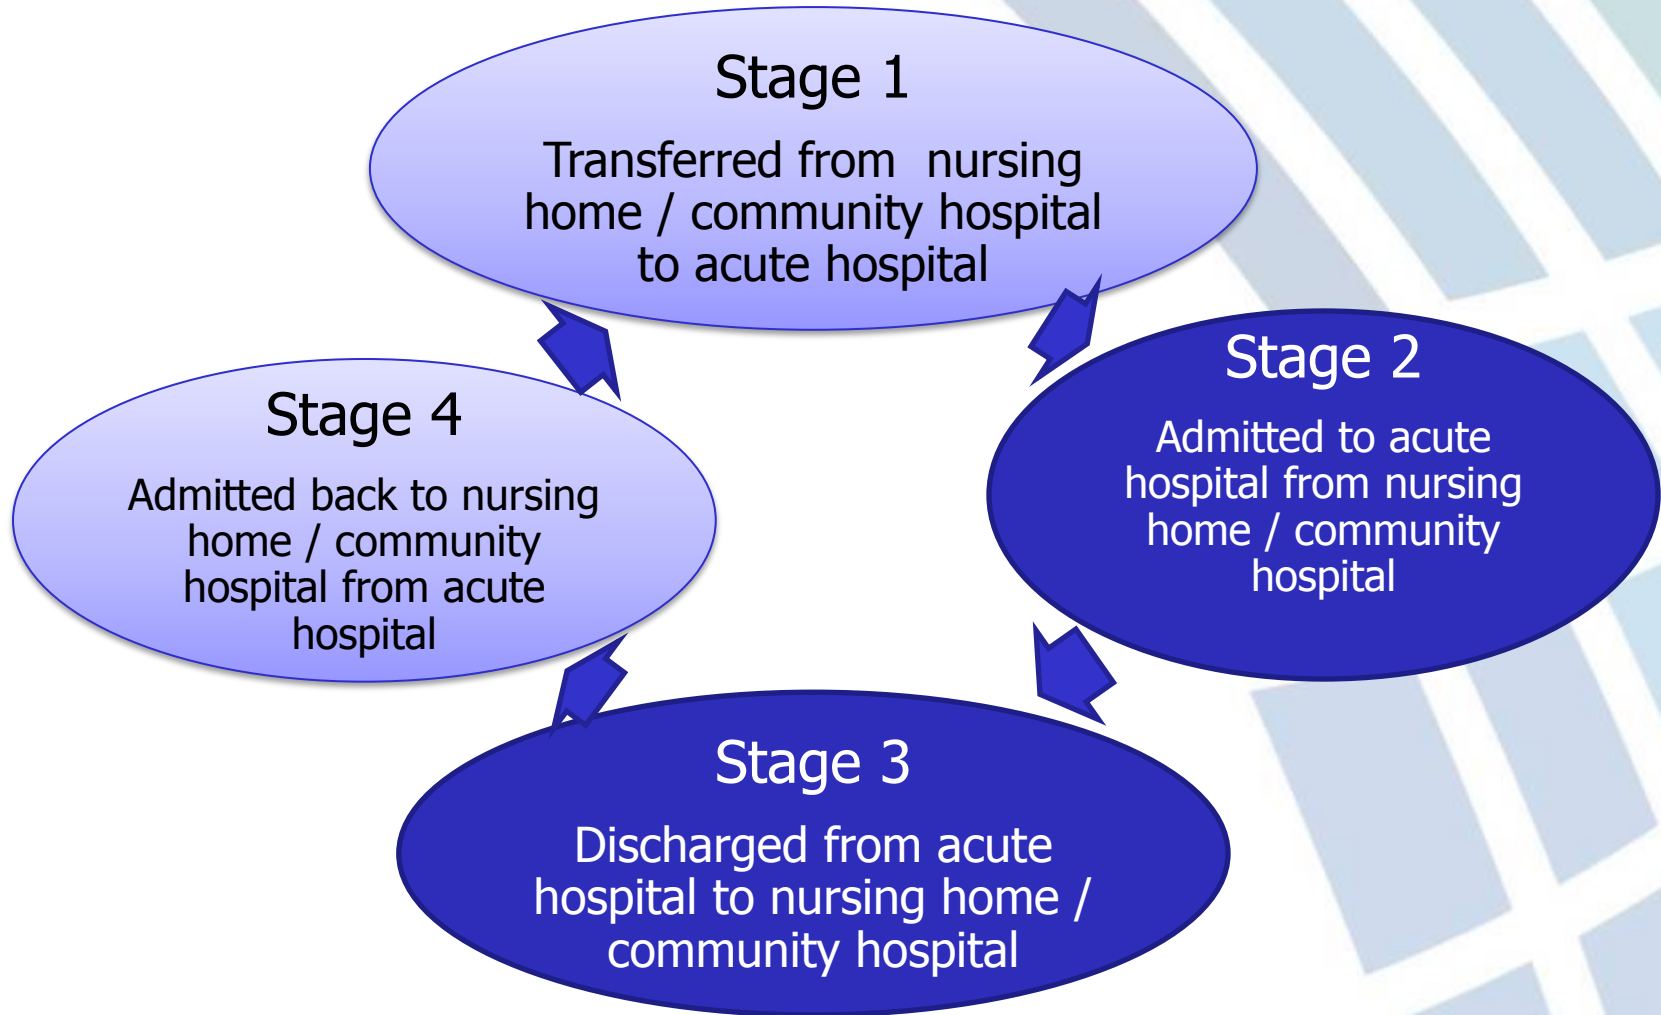 Stage 1
Transferred from  nursing
home / community hospital
to acute hospital
Stage 2
Admitted to acute
hospital from nursing
home / community
hospital
Stage 3
Discharged from acute
hospital to nursing home /
community hospital
Stage 4
Admitted back to nursing
home / community
hospital from acute
hospital